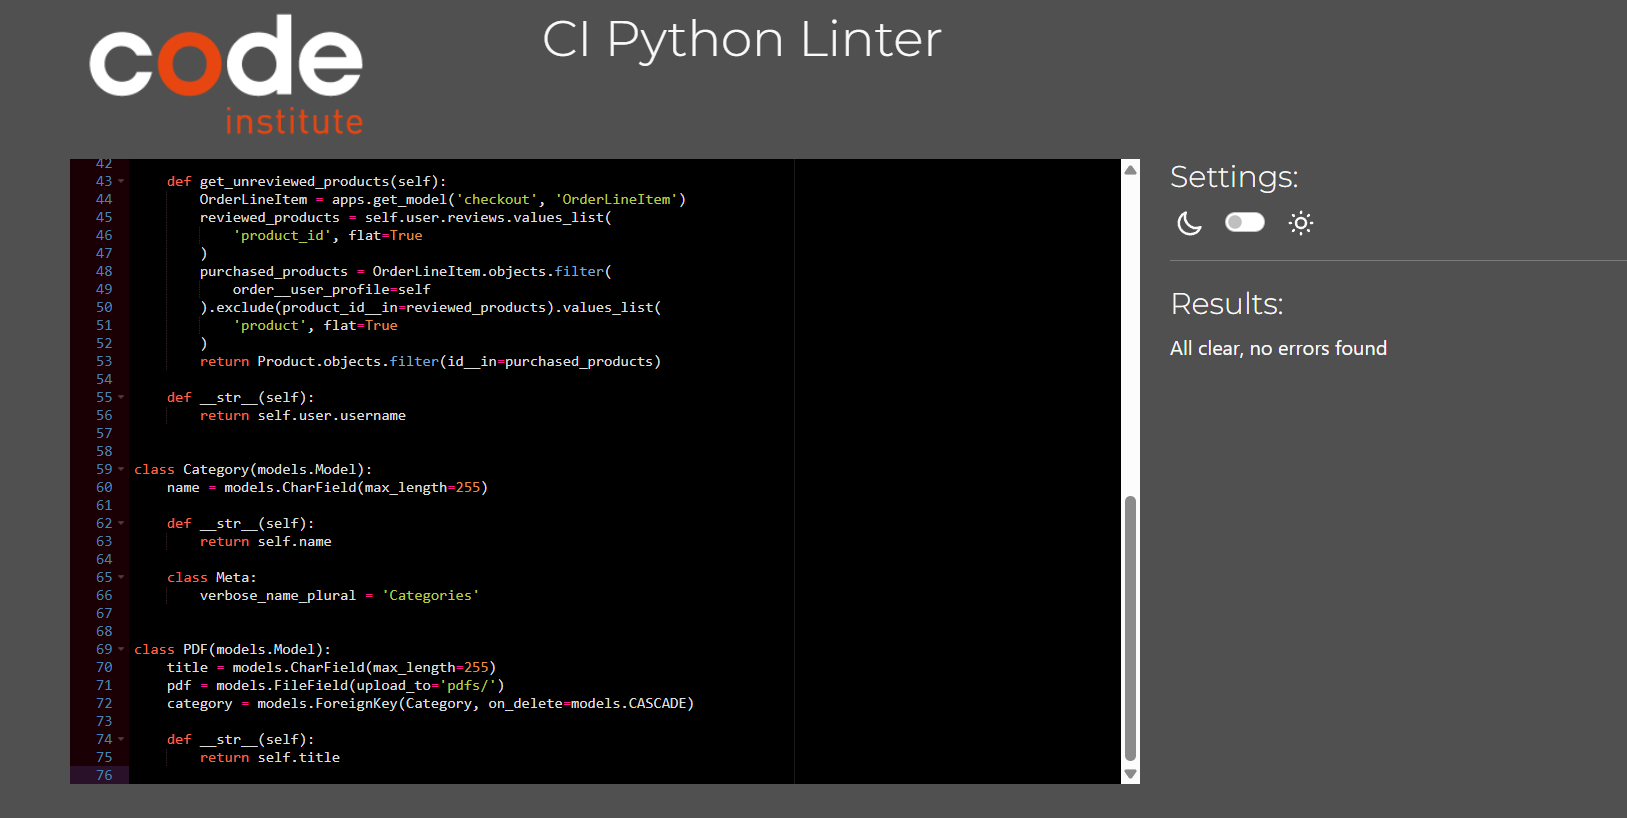 code
institute
CI Python Linter
42
43 def get_unreviewed_products(self):
44 OrderLineItem = apps.get_model('checkout', 'OrderLineItem')
45 reviewed_products = self.user.reviews.values_list(
46 'product_id', flat=True
47 )
48 purchased_products = OrderLineItem.objects.filter(
49 order__user_profile=self
50 ).exclude(product_id__in=reviewed_products).values_list(
51 'product', flat=True
52 )
53 return Product.objects.filter(id__in=purchased_products)
54
55 def __str__(self):
56 return self.user.username
57
58
59 class Category(models.Model):
60 name = models.CharField(max_length=255)
61
62 def __str__(self):
63 return self.name
64
65 class Meta:
66 verbose_name_plural = 'Categories'
67
68
69 class PDF(models.Model):
70 title = models.CharField(max_length=255)
71 pdf = models.FileField(upload_to='pdfs/')
72 category = models.ForeignKey(Category, on_delete=models.CASCADE)
73
74 def __str__(self):
75 return self.title
76
Settings:
Results:
All clear, no errors found